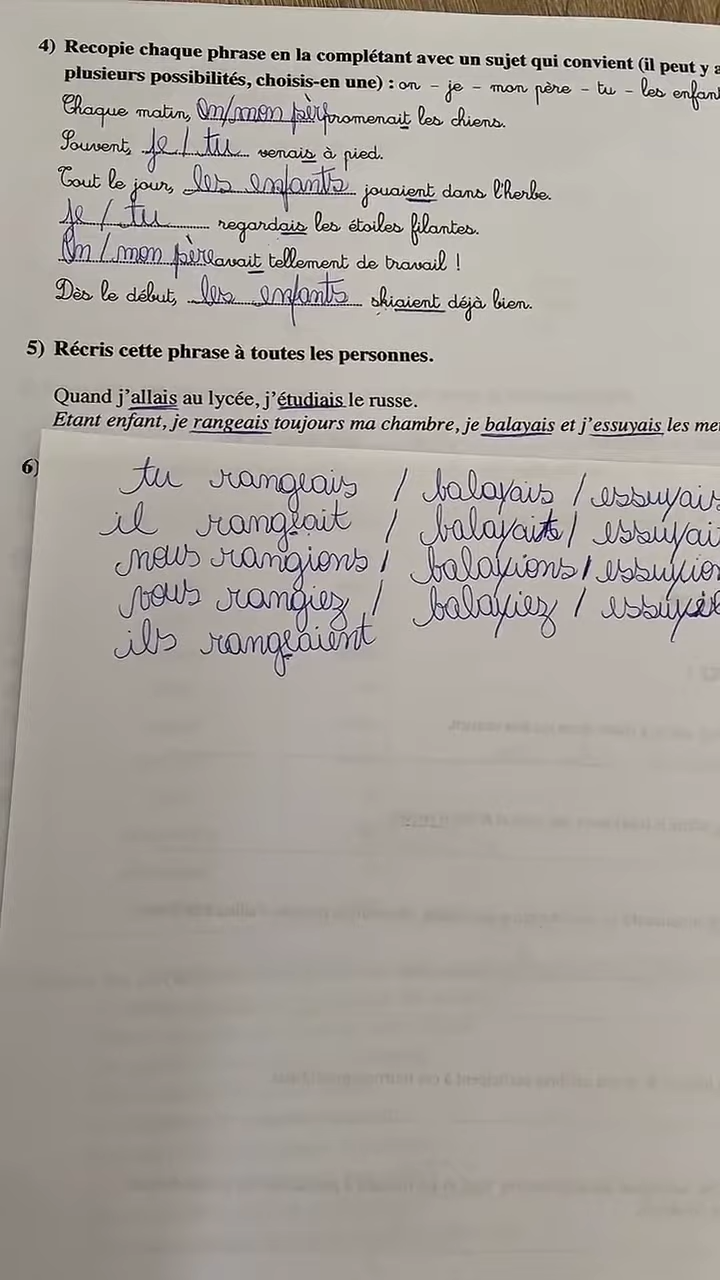 4) Recopie chaque phrase en la complétant avec un sujet qui convient (il peut y a
plusieurs possibilités, choisis-en une) : on - je - mon père - tu - les enfant
Chaque matin, On/mon père promenait les chiens.
Souvent, je / tu venais à pied.
Tout le jour, les enfants jouaient dans l'herbe.
je / tu regardais les étoiles filantes.
On / mon père avait tellement de travail !
Dès le début, les enfants skiaient déjà bien.
5) Récris cette phrase à toutes les personnes.
Quand j'allais au lycée, j'étudiais le russe.
Etant enfant, je rangeais toujours ma chambre, je balayais et j'essuyais les me
6)
tu rangeais / balayais / essuyais
il rangeait / balayait / essuyai
nous rangions / balayions / essuyion
vous rangiez / balayiez /
ils rangeaient